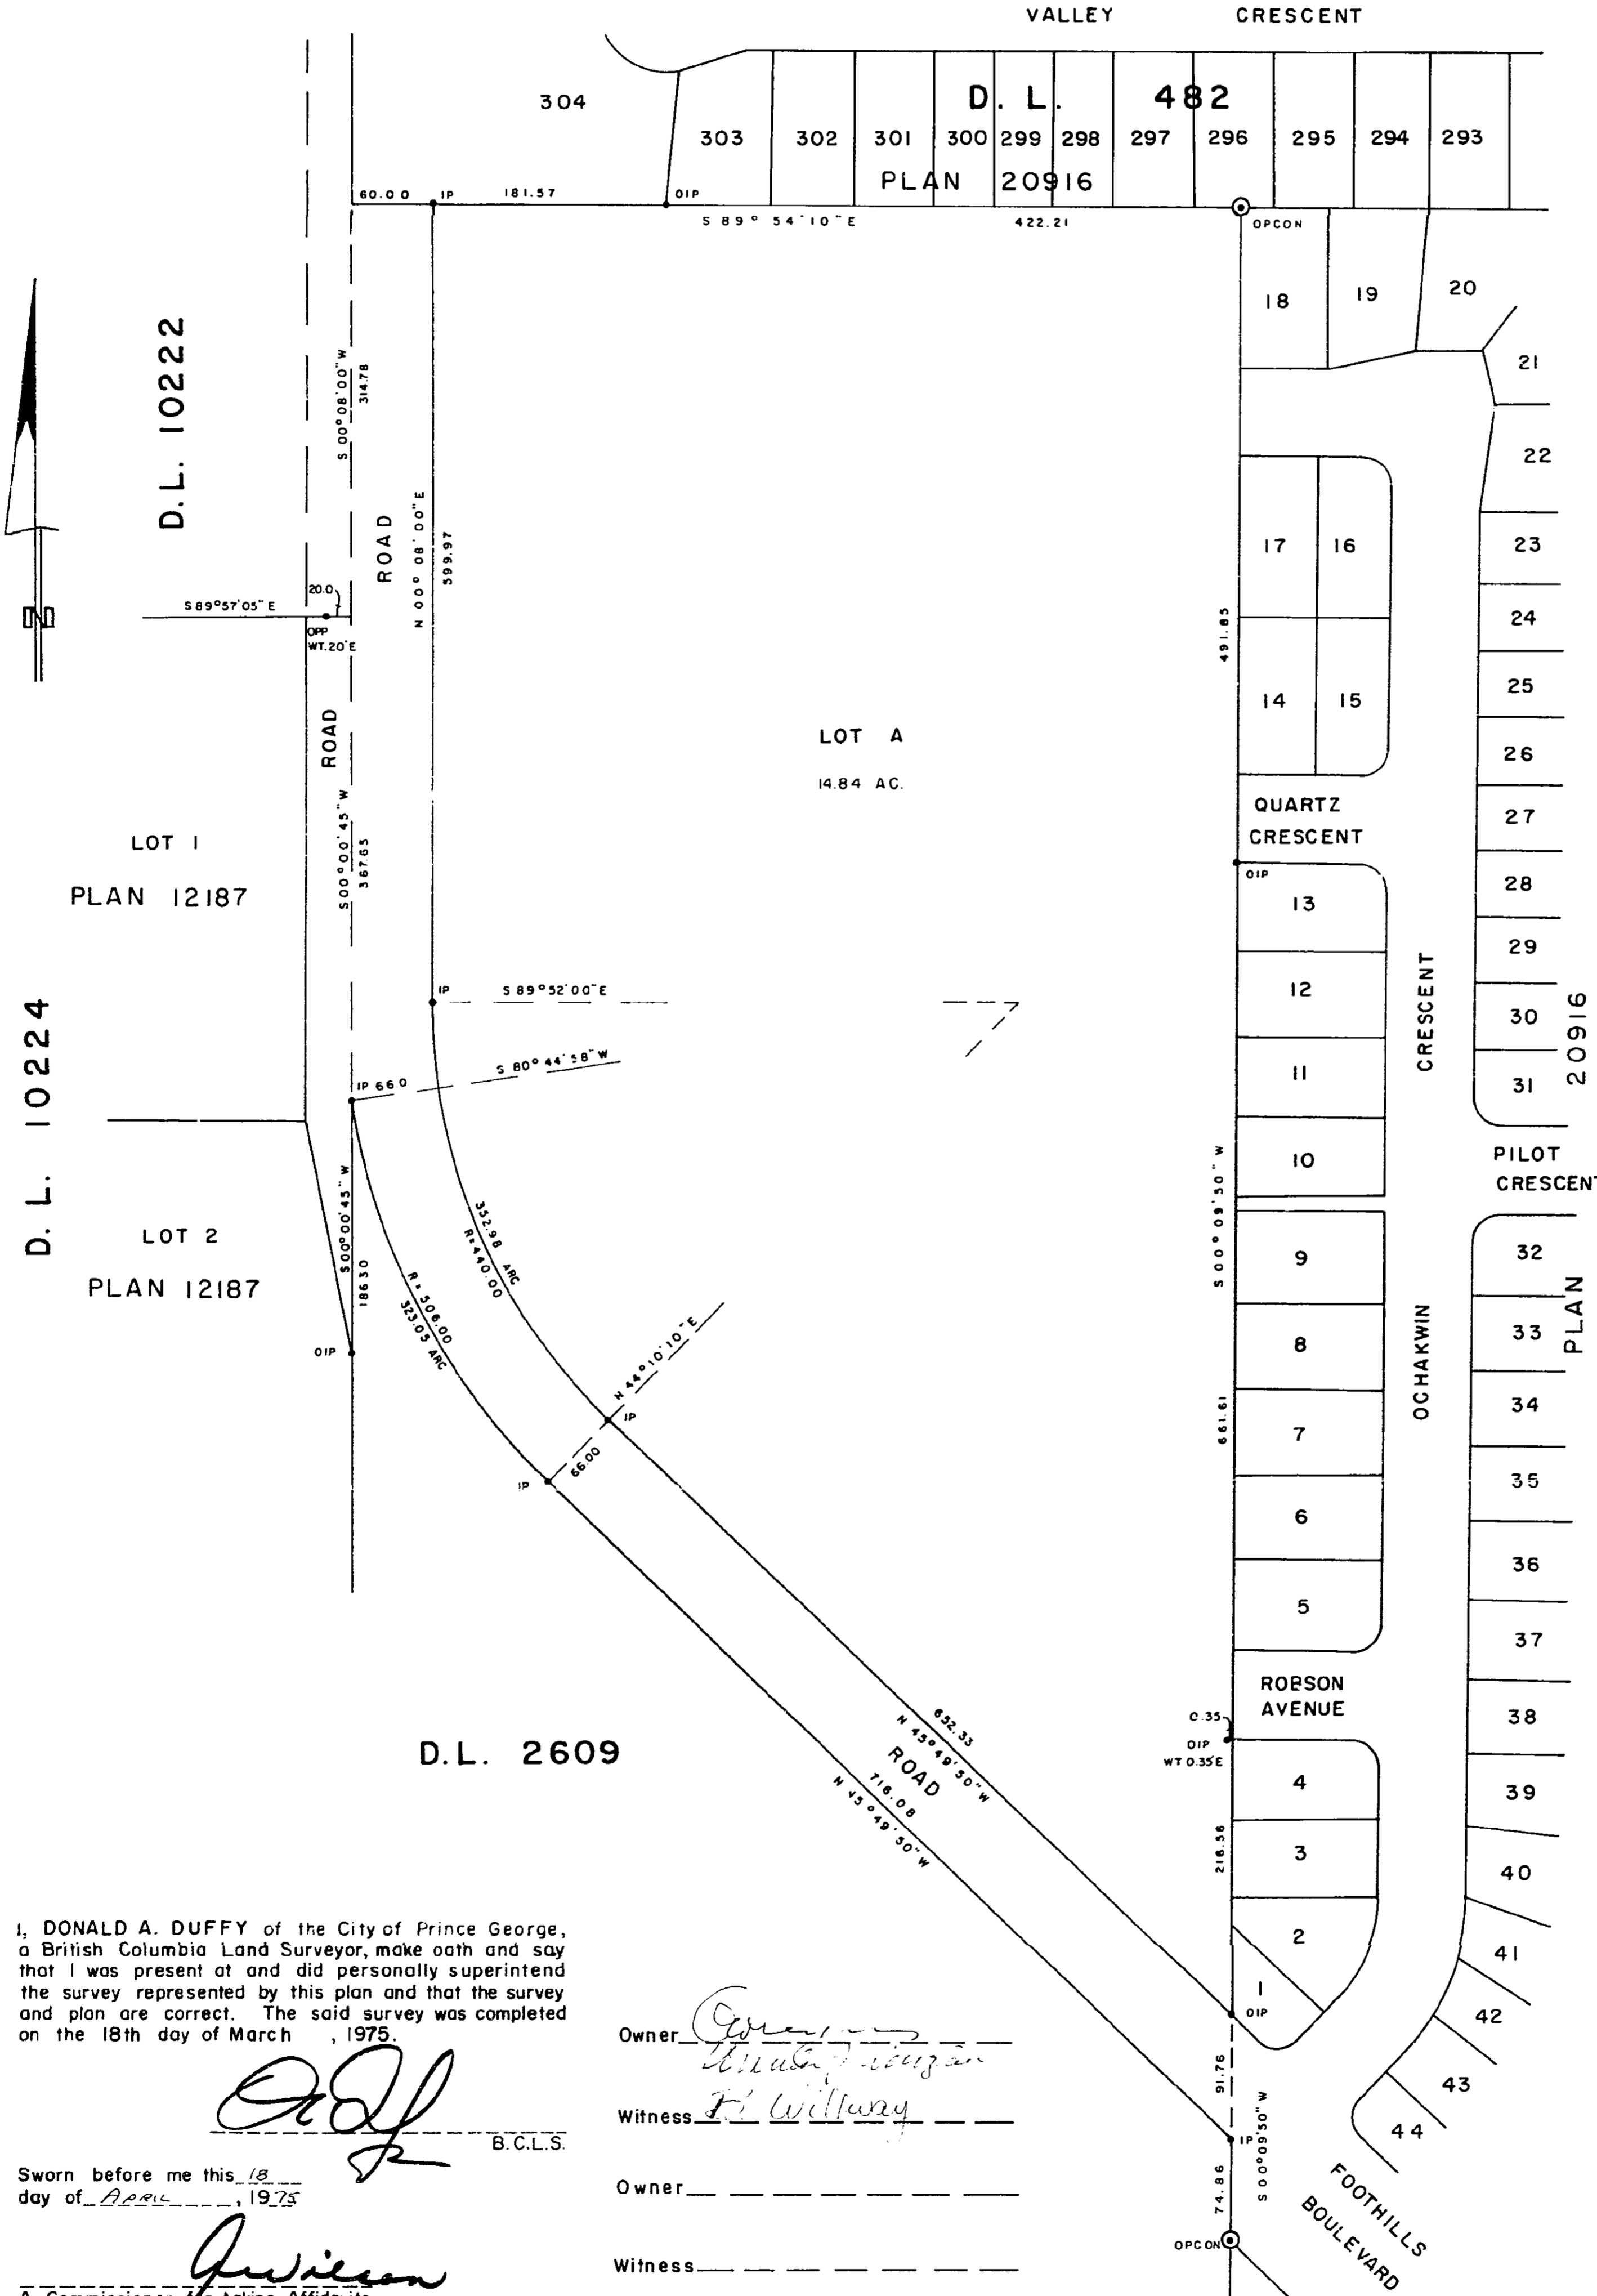 VALLEY CRESCENT
304
D. L. 482
303 302 301 300 299 298 297 296 295 294 293
PLAN 20916
60.00 IP 181.57 OIP
S 89° 54' 10" E 422.21 OPCON
18 19 20
21
22
D.L. 10222
S 00° 08' 00" W
314.78
ROAD
N 00° 08' 00" E
599.97
17 16
23
S 89° 57' 05" E
20.0
OPP
WT. 20' E
491.85
24
14 15
25
26
ROAD
LOT A
14.84 AC.
QUARTZ
CRESCENT
27
LOT 1
PLAN 12187
S 00° 00' 45" W
367.65
OIP
13
28
29
12
CRESCENT
30
20916
IP S 89° 52' 00" E
D. L. 10224
IP 66.0 S 80° 44' 58" W
11
31
10
PILOT
CRESCENT
S 00° 09' 50" W
LOT 2
PLAN 12187
S 00° 00' 45" W
186.30
352.98 ARC
R=440.00
R = 506.00
323.05 ARC
9
32
PLAN
OIP
N 44° 10' 10" E
8
OCHAKWIN
33
34
IP
66.00
IP
661.61
7
35
6
36
5
37
ROBSON
AVENUE
38
0.35
OIP
WT 0.35'E
652.33
N 45° 49' 50" W
ROAD
716.08
N 45° 49' 50" W
D.L. 2609
4
39
216.56
3
40
2
41
1
OIP
42
91.76
43
IP
S 00° 09' 50" W
44
74.86
OPCON
FOOTHILLS
BOULEVARD
I, DONALD A. DUFFY of the City of Prince George,
a British Columbia Land Surveyor, make oath and say
that I was present at and did personally superintend
the survey represented by this plan and that the survey
and plan are correct. The said survey was completed
on the 18th day of March , 1975.
B.C.L.S.
Sworn before me this 18
day of APRIL , 1975
A Commissioner for taking Affidavits
Owner
Witness Willway
Owner
Witness